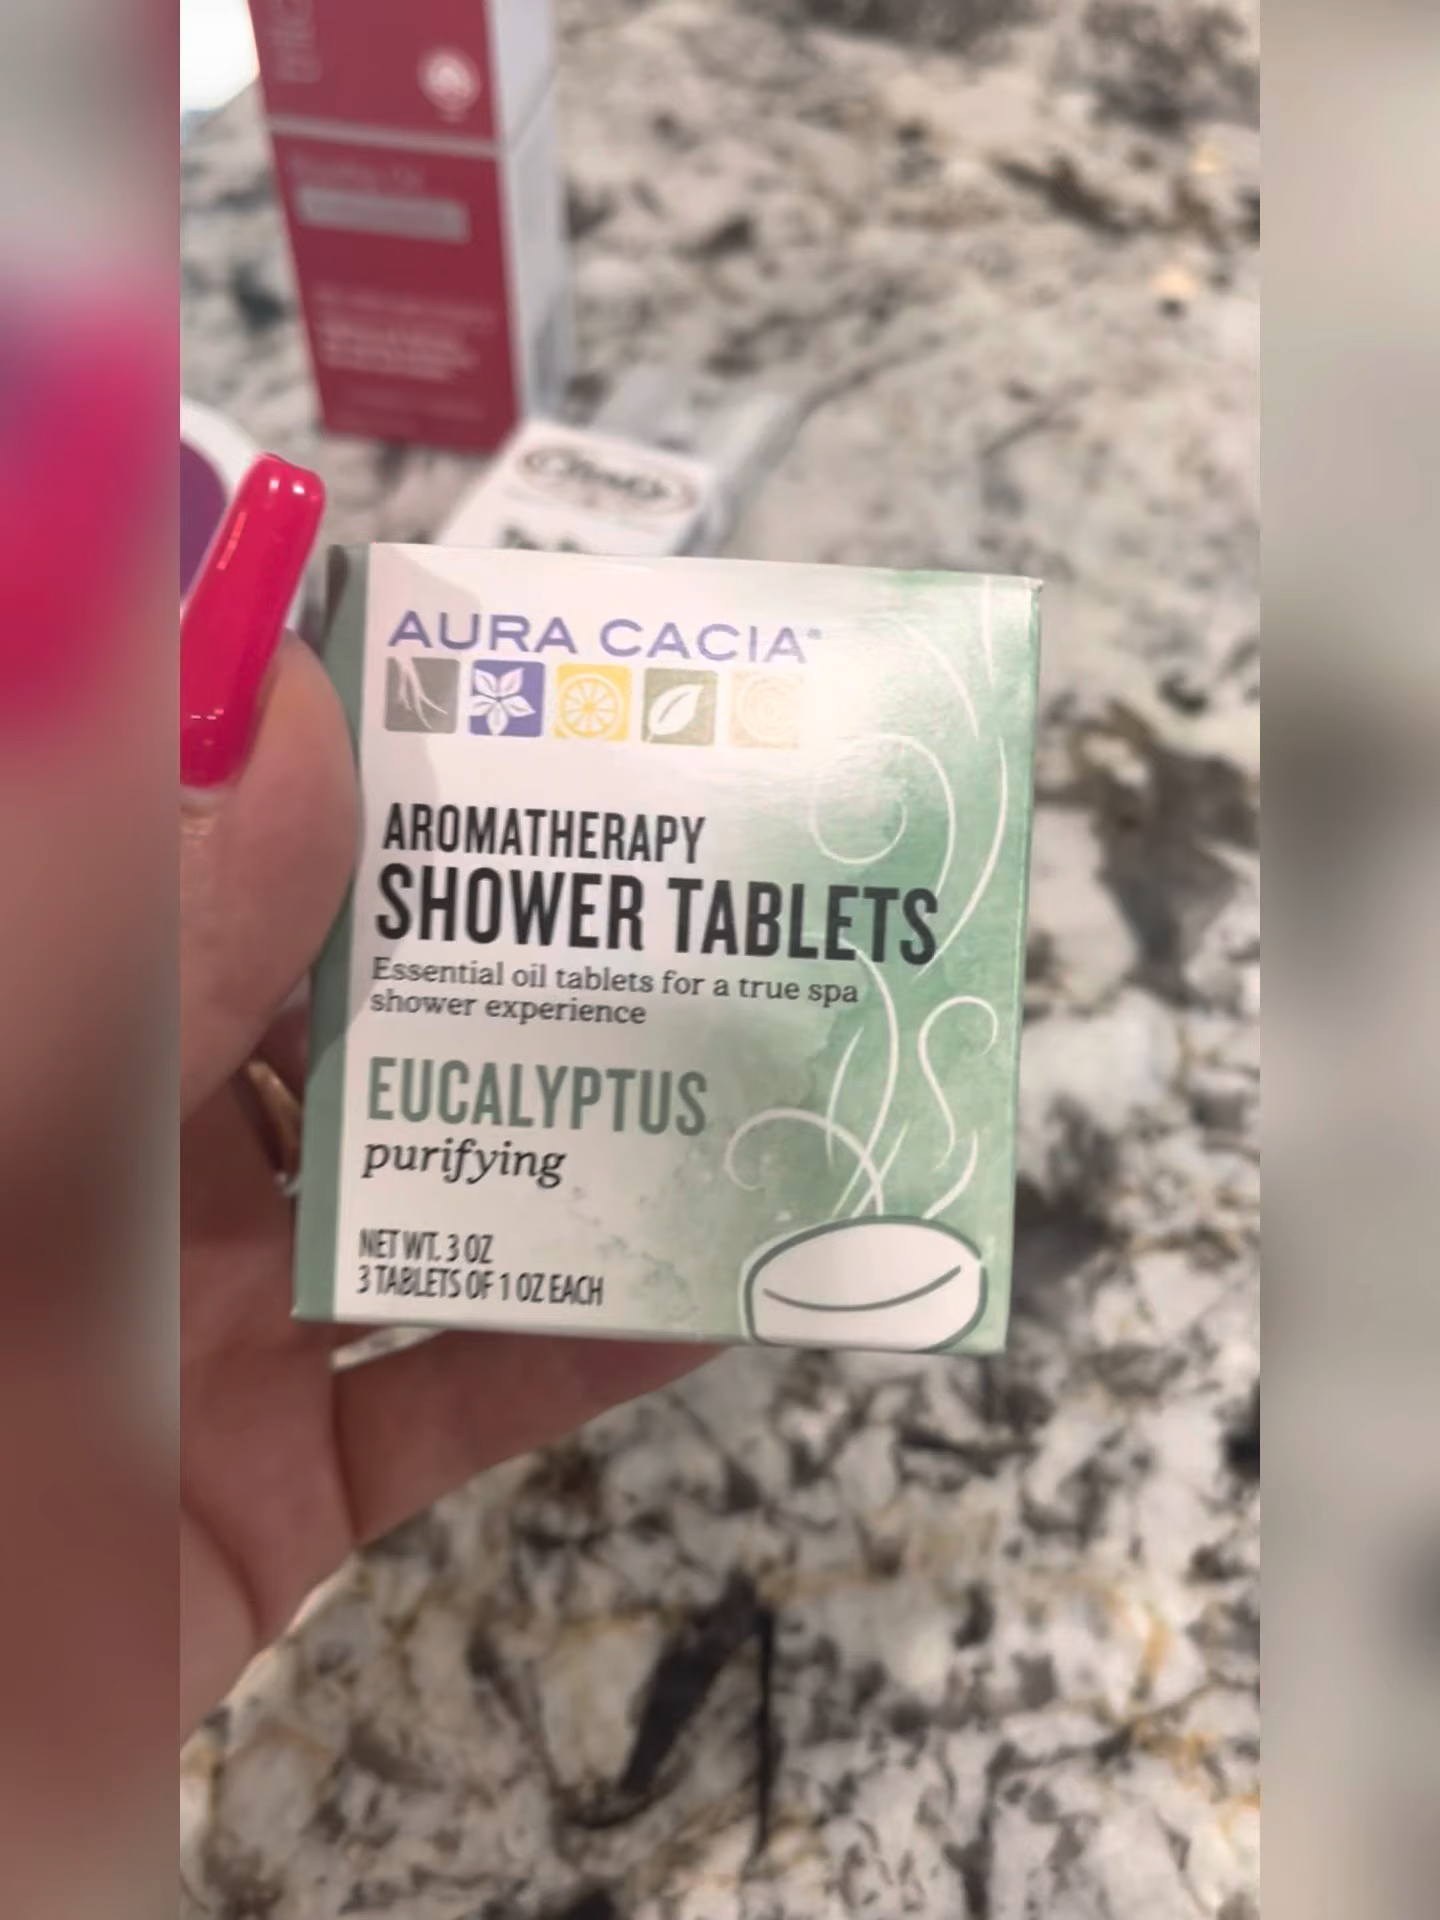 AURA CACIA®
AROMATHERAPY
SHOWER TABLETS
Essential oil tablets for a true spa
shower experience
EUCALYPTUS
purifying
NET WT. 3 OZ
3 TABLETS OF 1 OZ EACH